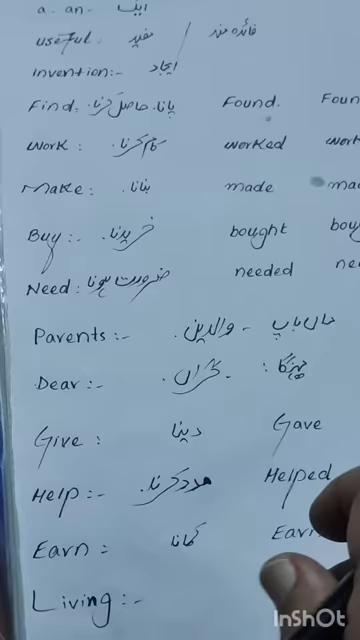 a. an- ایک
useful. مفید / فائدہ مند
Invention:- ایجاد
Find: پانا. حاصل کرنا. Found. Foun
Work: کام کرنا. worked work
Make: بنانا. made ma
Buy:- خریدنا. bought bou
Need: ضرورت ہونا needed ne
Parents:- والدین. - ماں باپ
Dear:- گراں. - مہنگا:
Give: دینا Gave
Help:- مدد کرنا. Helped
Earn= کمانا Earn
Living:-
InShOt